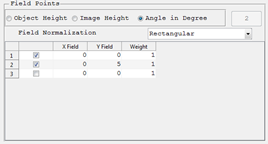 Field Points
Object Height Image Height Angle in Degree 2
Field Normalization Rectangular
X Field Y Field Weight
1 0 0 1
2 0 5 1
3 0 0 1